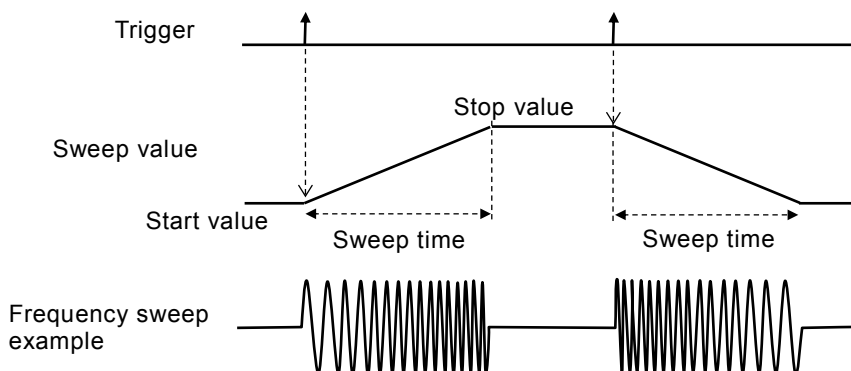 Trigger
Stop value
Sweep value
Start value
Sweep time
Sweep time
Frequency sweep
example